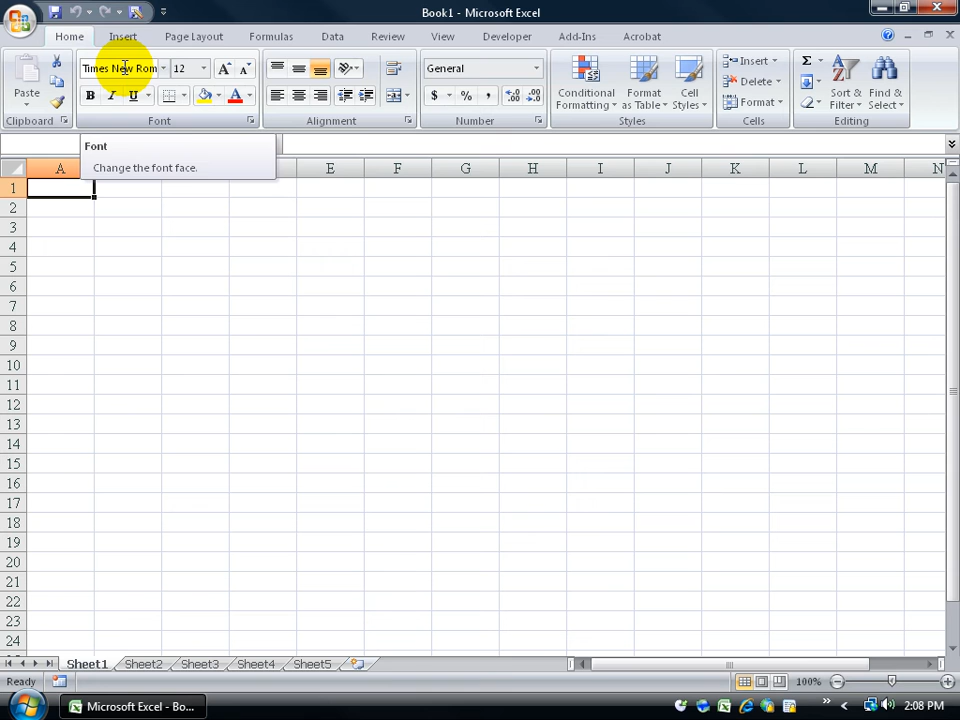 Book1 - Microsoft Excel
Home Insert Page Layout Formulas Data Review View Developer Add-Ins Acrobat
Times New Rom 12 General Insert
Paste Conditional Formatting Format as Table Cell Styles Delete Sort & Filter Find & Select
B I U $ % , .0 .00 .00 .0 Format
Clipboard Font Alignment Number Styles Cells Editing
Font
Change the font face.
A E F G H I J K L M N
1
2
3
4
5
6
7
8
9
10
11
12
13
14
15
16
17
18
19
20
21
22
23
24
Sheet1 Sheet2 Sheet3 Sheet4 Sheet5
Ready 100%
Microsoft Excel - Bo... 2:08 PM